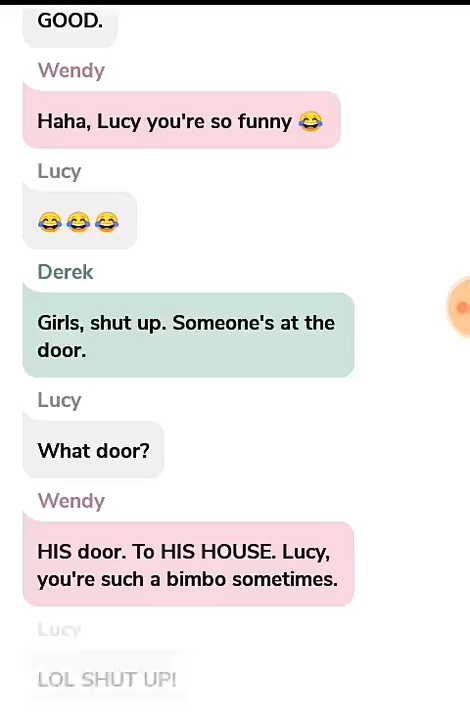 GOOD.
Wendy
Haha, Lucy you're so funny 😂
Lucy
😂😂😂
Derek
Girls, shut up. Someone's at the
door.
Lucy
What door?
Wendy
HIS door. To HIS HOUSE. Lucy,
you're such a bimbo sometimes.
Lucy
LOL SHUT UP!